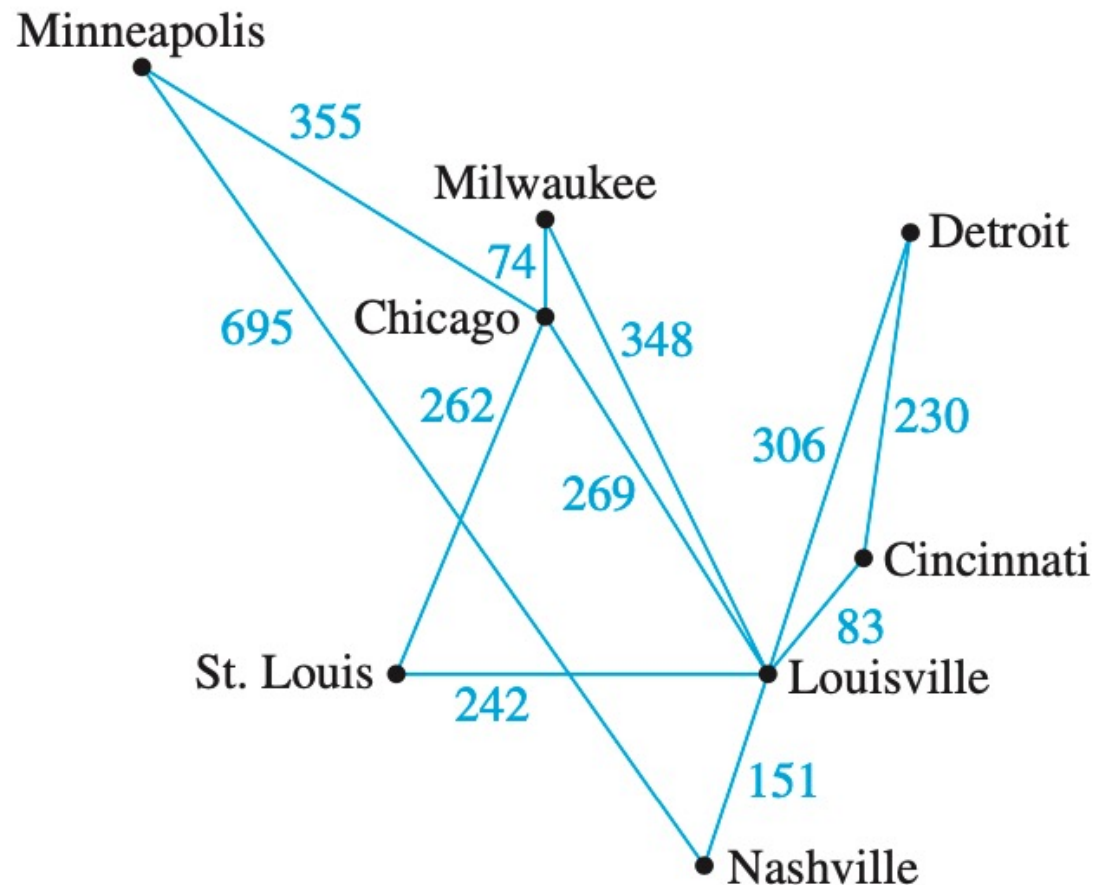 Minneapolis
355
Milwaukee
Detroit
74
Chicago
695
348
262
230
306
269
Cincinnati
83
St. Louis
Louisville
242
151
Nashville